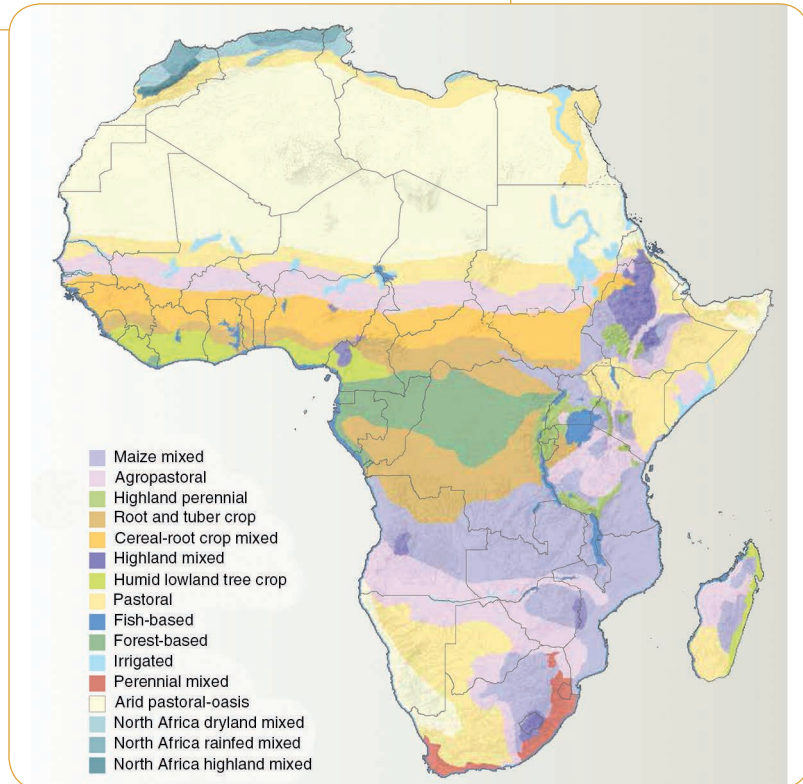 Maize mixed
Agropastoral
Highland perennial
Root and tuber crop
Cereal-root crop mixed
Highland mixed
Humid lowland tree crop
Pastoral
Fish-based
Forest-based
Irrigated
Perennial mixed
Arid pastoral-oasis
North Africa dryland mixed
North Africa rainfed mixed
North Africa highland mixed